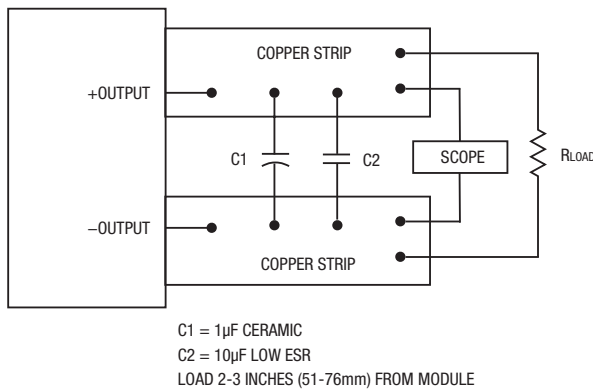 COPPER STRIP
+OUTPUT
C1
C2
SCOPE
RLOAD
–OUTPUT
COPPER STRIP
C1 = 1µF CERAMIC
C2 = 10µF LOW ESR
LOAD 2-3 INCHES (51-76mm) FROM MODULE